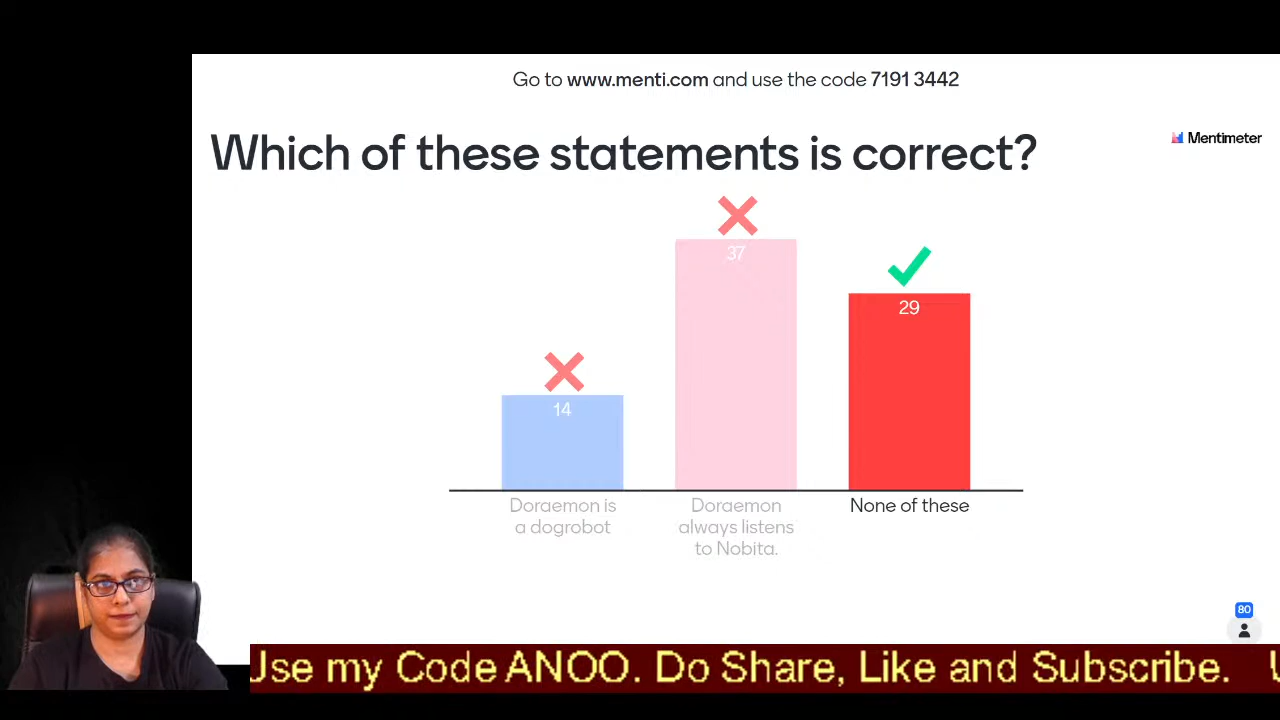 Go to www.menti.com and use the code 7191 3442
Which of these statements is correct?
Mentimeter
37
29
14
Doraemon is
a dogrobot
Doraemon
always listens
to Nobita.
None of these
80
Use my Code ANOO. Do Share, Like and Subscribe.